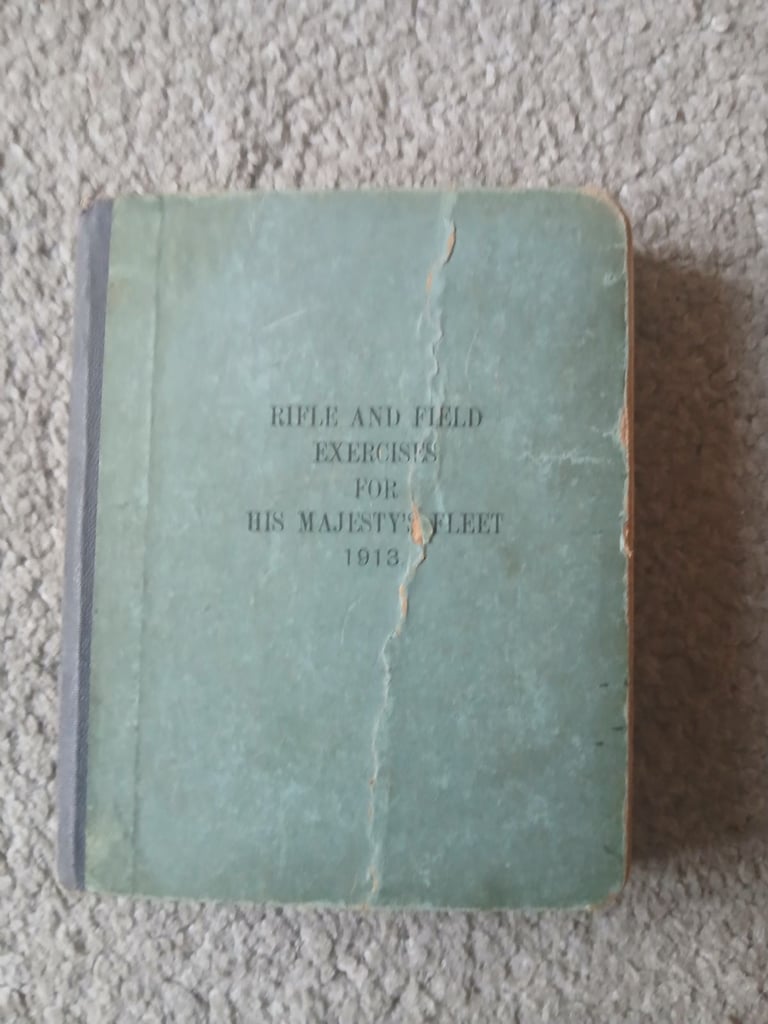 RIFLE AND FIELD
EXERCISES
FOR
HIS MAJESTY'S FLEET
1913